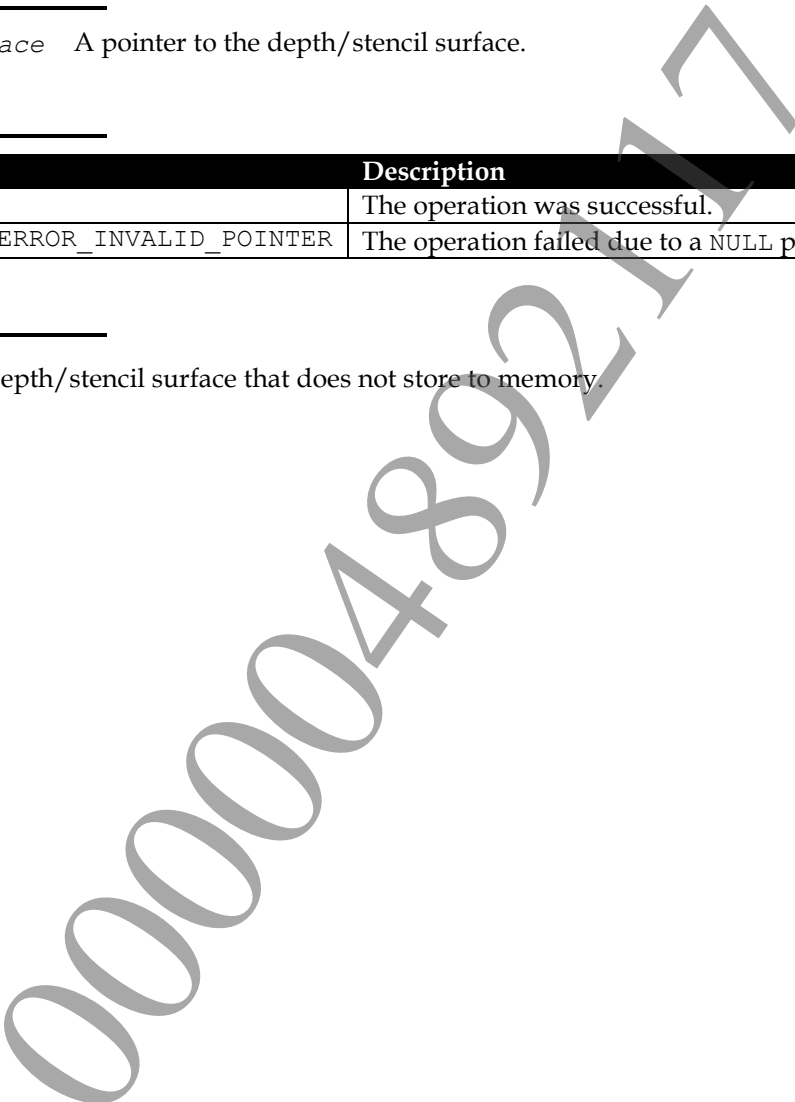 ace A pointer to the depth/stencil surface.
Description
The operation was successful.
ERROR_INVALID_POINTER The operation failed due to a NULL p
epth/stencil surface that does not store to memory.
00004892117